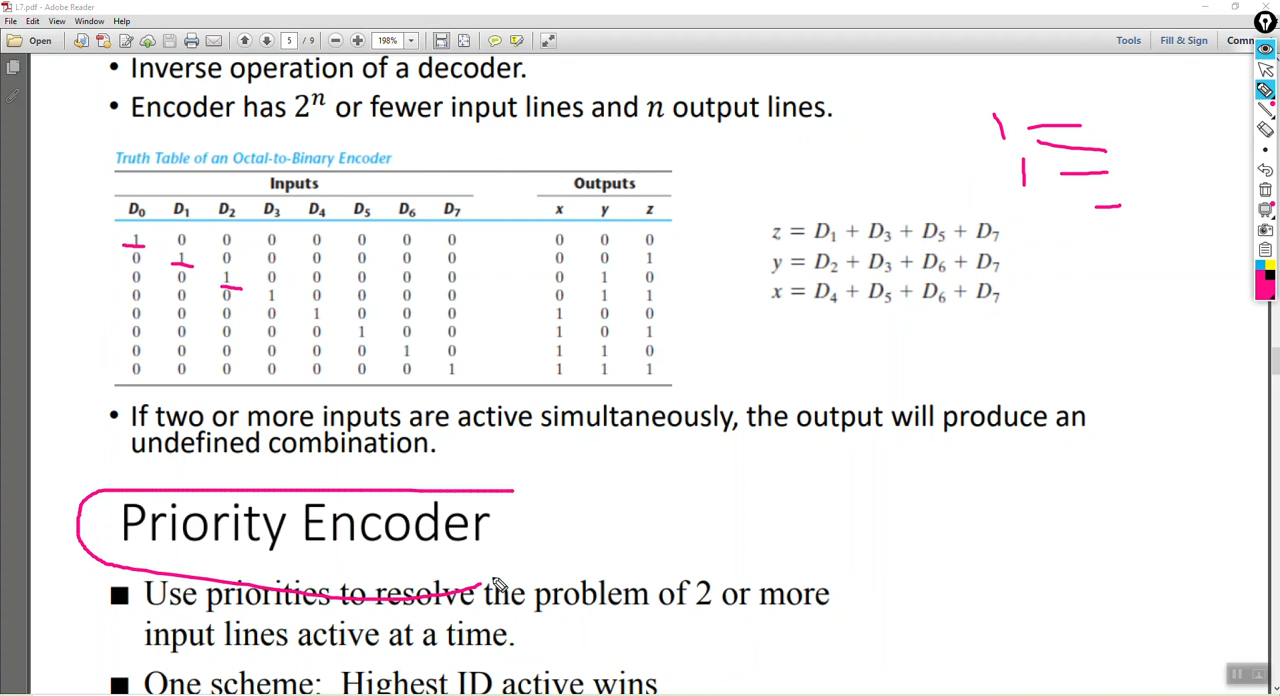 L7.pdf - Adobe Reader
File Edit View Window Help
Open 5 / 9 198% Tools Fill & Sign
• Inverse operation of a decoder.
• Encoder has 2ⁿ or fewer input lines and n output lines.
Truth Table of an Octal-to-Binary Encoder
Inputs Outputs
D₀ D₁ D₂ D₃ D₄ D₅ D₆ D₇ x y z
1 0 0 0 0 0 0 0 0 0 0
0 1 0 0 0 0 0 0 0 0 1
0 0 1 0 0 0 0 0 0 1 0
0 0 0 1 0 0 0 0 0 1 1
0 0 0 0 1 0 0 0 1 0 0
0 0 0 0 0 1 0 0 1 0 1
0 0 0 0 0 0 1 0 1 1 0
0 0 0 0 0 0 0 1 1 1 1
z = D₁ + D₃ + D₅ + D₇
y = D₂ + D₃ + D₆ + D₇
x = D₄ + D₅ + D₆ + D₇
• If two or more inputs are active simultaneously, the output will produce an
undefined combination.
Priority Encoder
■ Use priorities to resolve the problem of 2 or more
input lines active at a time.
■ One scheme: Highest ID active wins